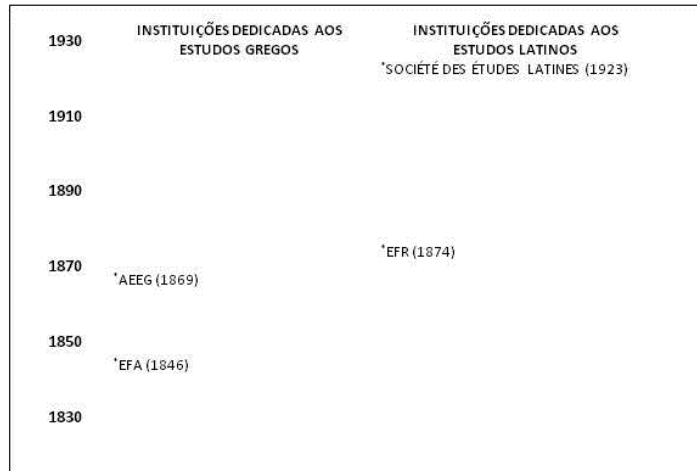 1930
INSTITUIÇÕES DEDICADAS AOS
ESTUDOS GREGOS
INSTITUIÇÕES DEDICADAS AOS
ESTUDOS LATINOS
*SOCIÉTÉ DES ÉTUDES LATINES (1923)
1910
1890
*EFR (1874)
1870
*AEEG (1869)
1850
*EFA (1846)
1830